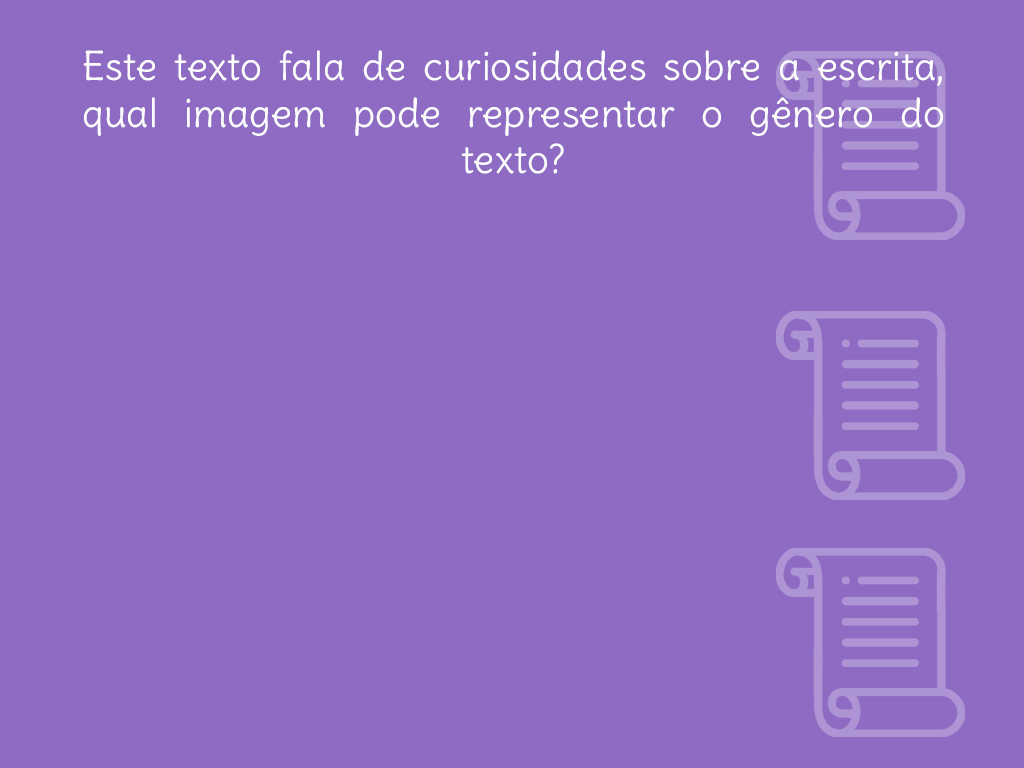 Este texto fala de curiosidades sobre a escrita,
qual imagem pode representar o gênero do
texto?